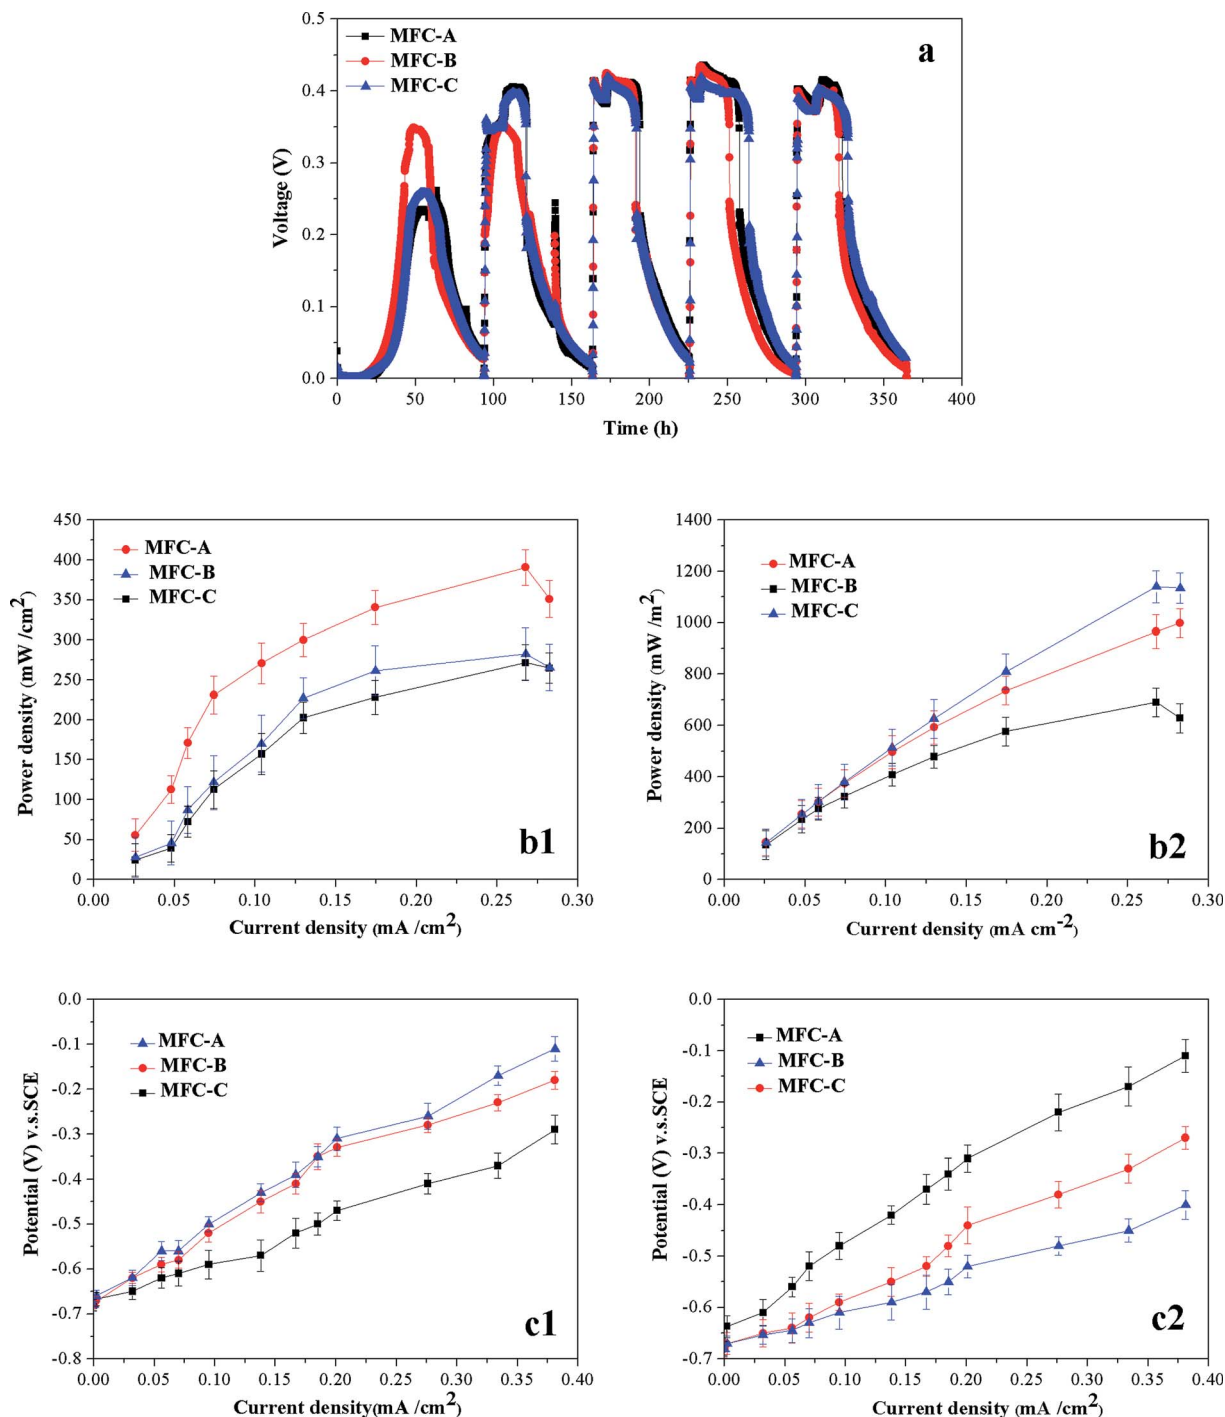 0.5
0.4
0.3
0.2
0.1
0.0
Voltage (V)
MFC-A
MFC-B
MFC-C
a
0 50 100 150 200 250 300 350 400
Time (h)
450
400
350
300
250
200
150
100
50
0
Power density (mW /cm2)
MFC-A
MFC-B
MFC-C
b1
0.00 0.05 0.10 0.15 0.20 0.25 0.30
Current density (mA /cm2)
1400
1200
1000
800
600
400
200
0
Power density (mW /m2)
MFC-A
MFC-B
MFC-C
b2
0.00 0.05 0.10 0.15 0.20 0.25 0.30
Current density (mA cm-2)
0.0
-0.1
-0.2
-0.3
-0.4
-0.5
-0.6
-0.7
-0.8
Potential (V) v.s.SCE
MFC-A
MFC-B
MFC-C
c1
0.00 0.05 0.10 0.15 0.20 0.25 0.30 0.35 0.40
Current density(mA/cm2)
0.0
-0.1
-0.2
-0.3
-0.4
-0.5
-0.6
-0.7
Potential (V) v.s.SCE
MFC-A
MFC-B
MFC-C
c2
0.00 0.05 0.10 0.15 0.20 0.25 0.30 0.35 0.40
Current density (mA/cm2)